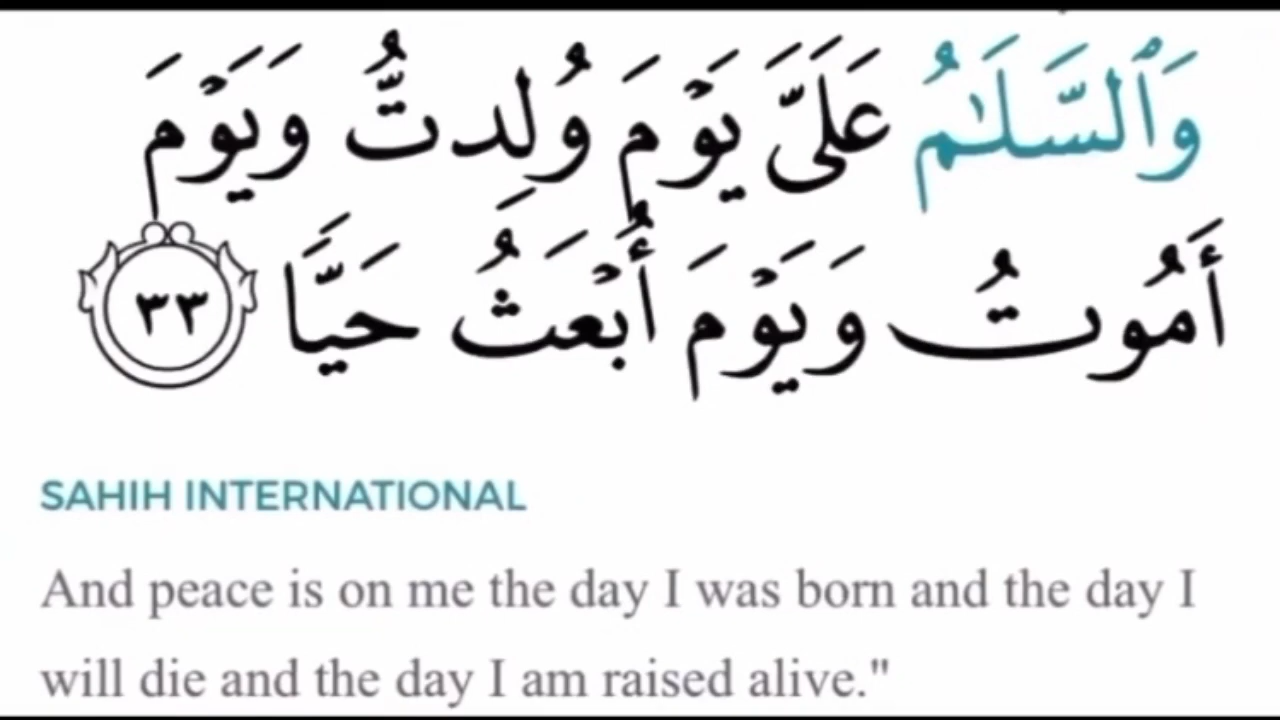 وَٱلسَّلَـٰمُ عَلَىَّ يَوْمَ وُلِدتُّ وَيَوْمَ
أَمُوتُ وَيَوْمَ أُبْعَثُ حَيًّا ٣٣
SAHIH INTERNATIONAL
And peace is on me the day I was born and the day I
will die and the day I am raised alive."